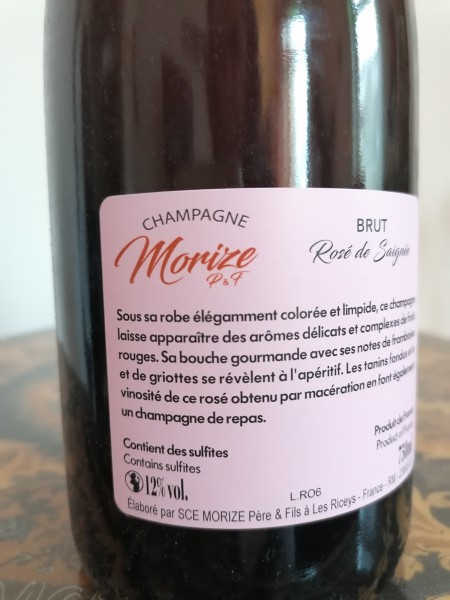 CHAMPAGNE
Morize
P & F
BRUT
Rosé de Saignée
Sous sa robe élégamment colorée et limpide, ce champagne
laisse apparaître des arômes délicats et complexes de
rouges. Sa bouche gourmande avec ses notes de framboises
et de griottes se révèlent à l'apéritif. Les tanins fondus et la
vinosité de ce rosé obtenu par macération en font également
un champagne de repas.
Contient des sulfites
Contains sulfites
12% vol.
Produit de France
Product of France
750ml
L.RO6
Élaboré par SCE MORIZE Père & Fils à Les Riceys - France - RM -